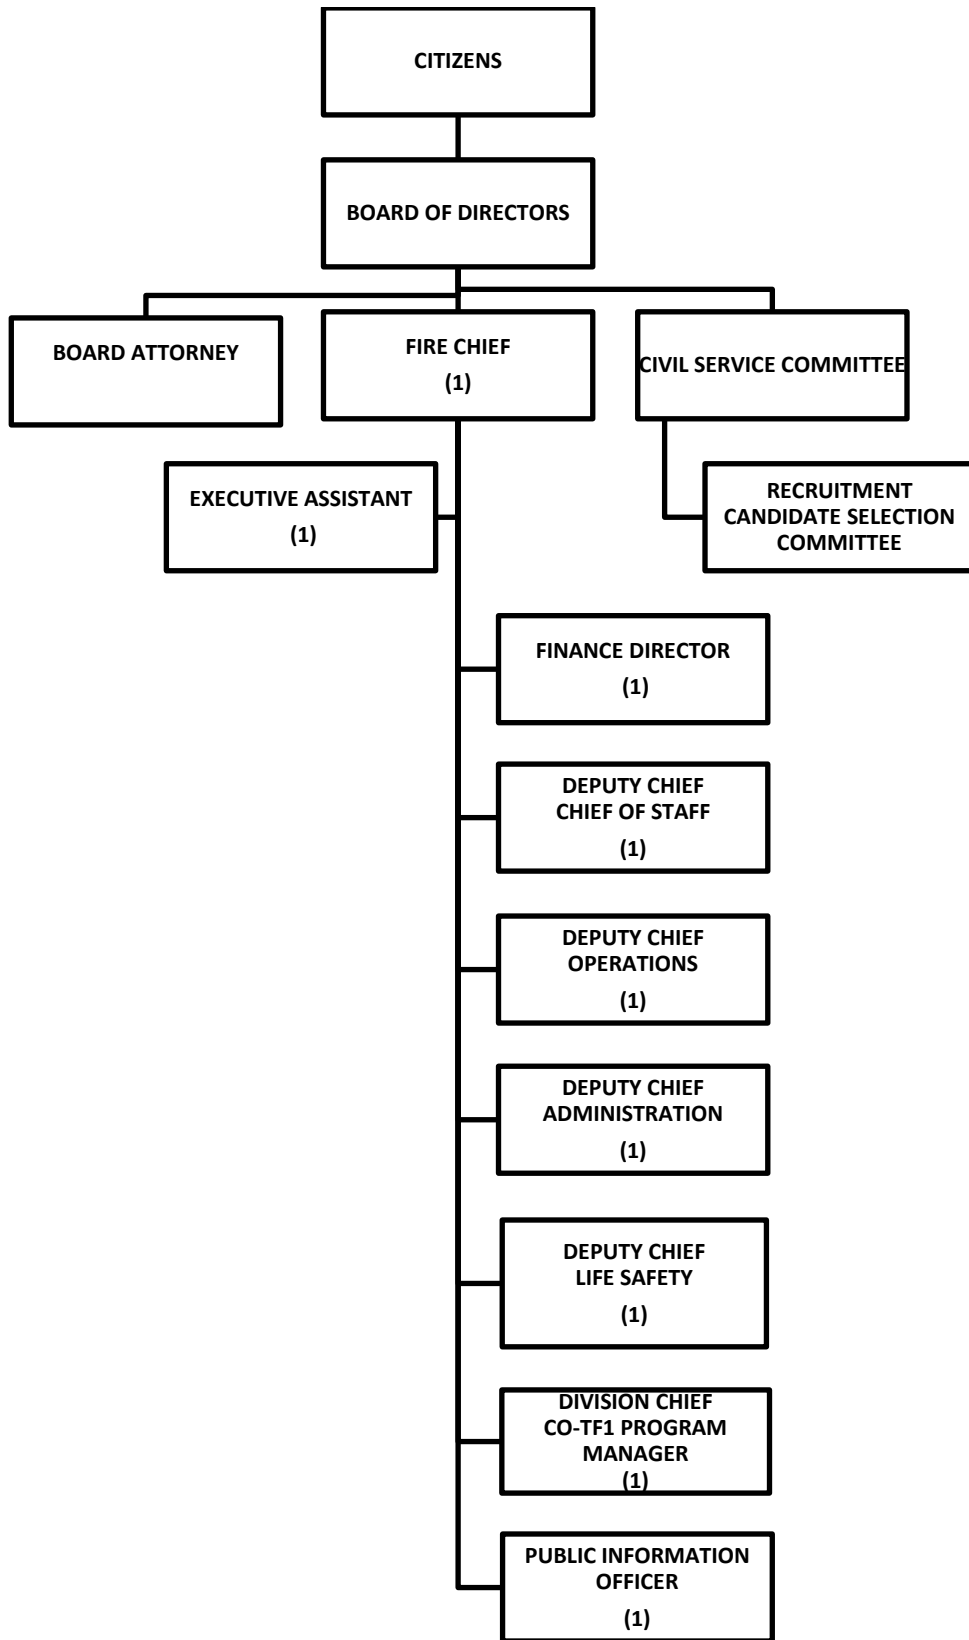 CITIZENS
BOARD OF DIRECTORS
BOARD ATTORNEY
FIRE CHIEF
(1)
CIVIL SERVICE COMMITTEE
EXECUTIVE ASSISTANT
(1)
RECRUITMENT
CANDIDATE SELECTION
COMMITTEE
FINANCE DIRECTOR
(1)
DEPUTY CHIEF
CHIEF OF STAFF
(1)
DEPUTY CHIEF
OPERATIONS
(1)
DEPUTY CHIEF
ADMINISTRATION
(1)
DEPUTY CHIEF
LIFE SAFETY
(1)
DIVISION CHIEF
CO-TF1 PROGRAM
MANAGER
(1)
PUBLIC INFORMATION
OFFICER
(1)